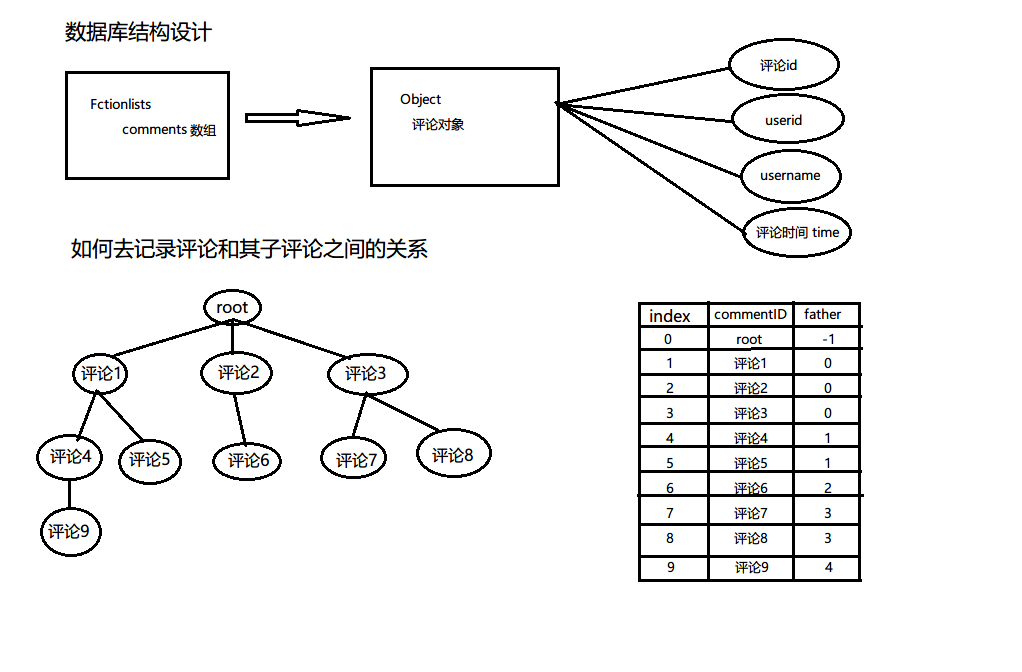 数据库结构设计
Fctionlists
comments 数组
Object
评论对象
评论id
userid
username
评论时间 time
如何去记录评论和其子评论之间的关系
root
评论1
评论2
评论3
评论4
评论5
评论6
评论7
评论8
评论9
index commentID father
0 root -1
1 评论1 0
2 评论2 0
3 评论3 0
4 评论4 1
5 评论5 1
6 评论6 2
7 评论7 3
8 评论8 3
9 评论9 4